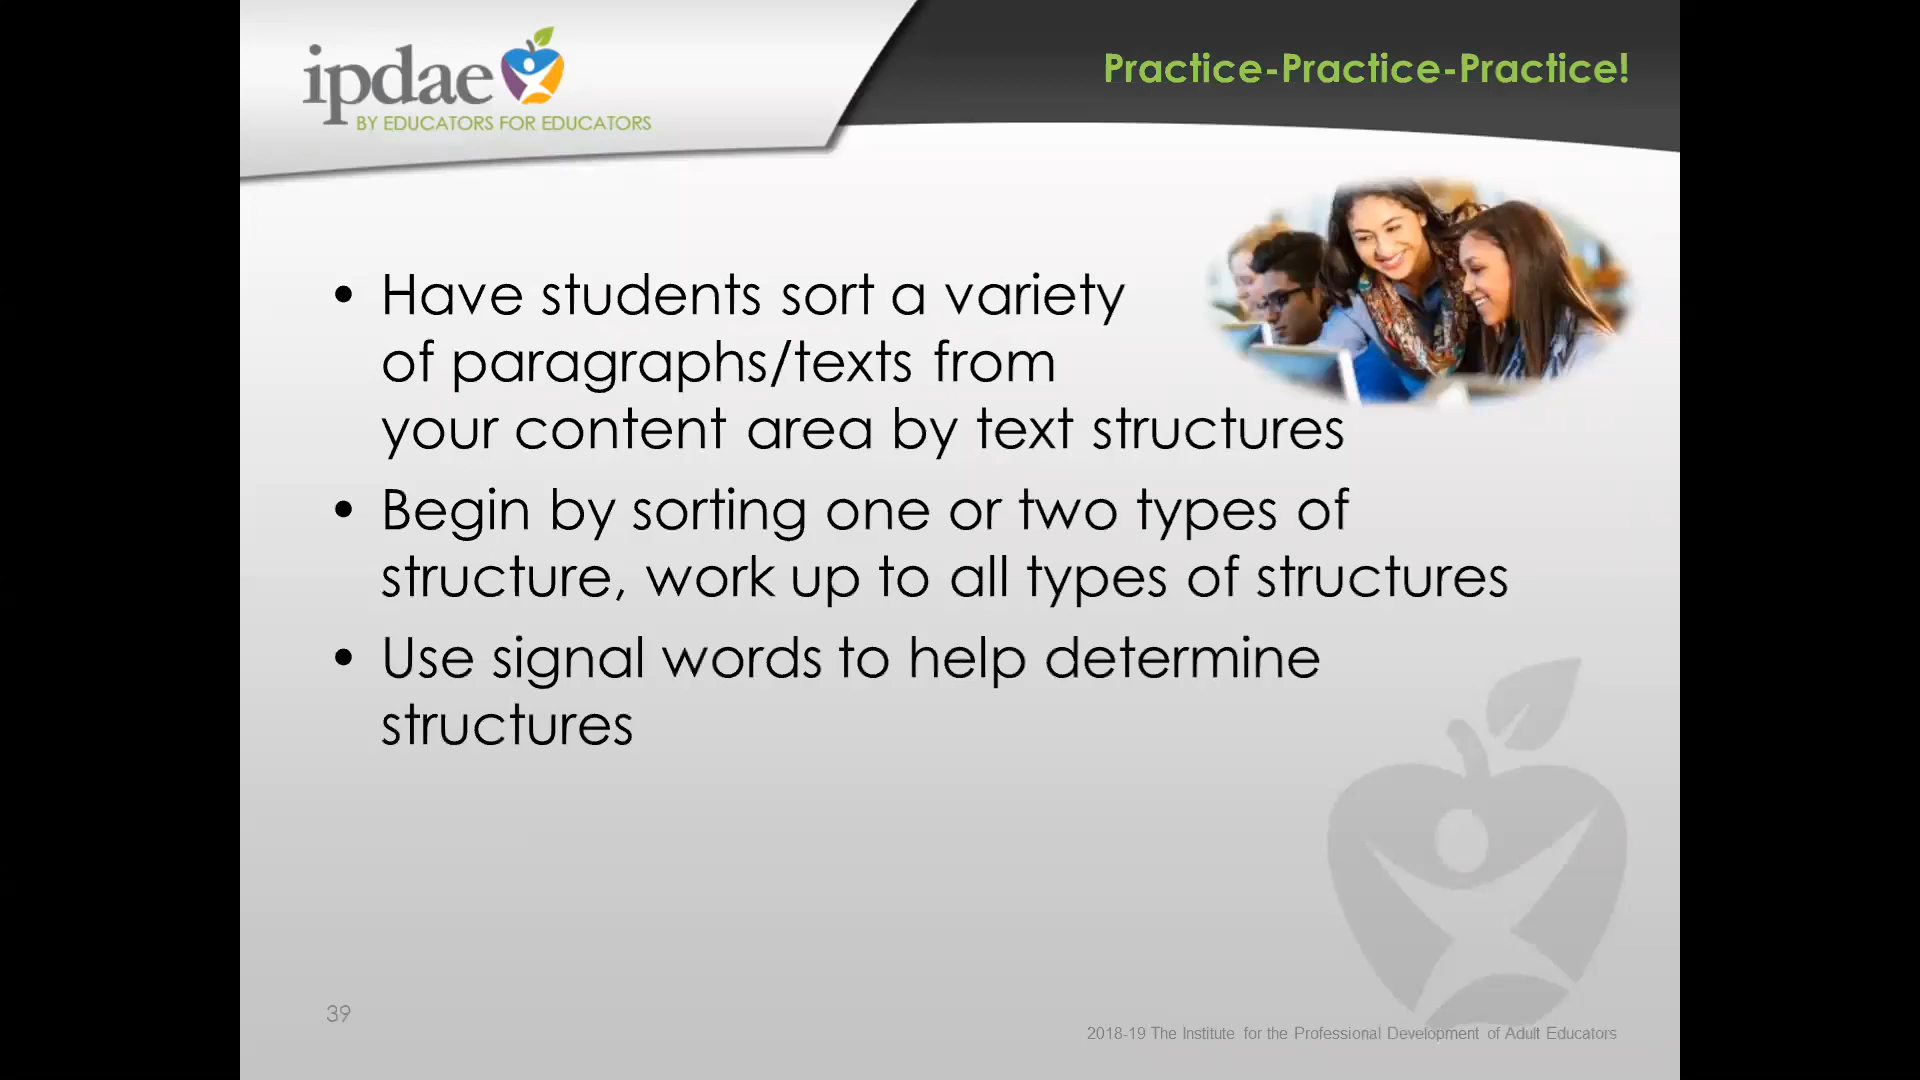 ipdae
BY EDUCATORS FOR EDUCATORS
Practice-Practice-Practice!
• Have students sort a variety
of paragraphs/texts from
your content area by text structures
• Begin by sorting one or two types of
structure, work up to all types of structures
• Use signal words to help determine
structures
39
2018-19 The Institute for the Professional Development of Adult Educators